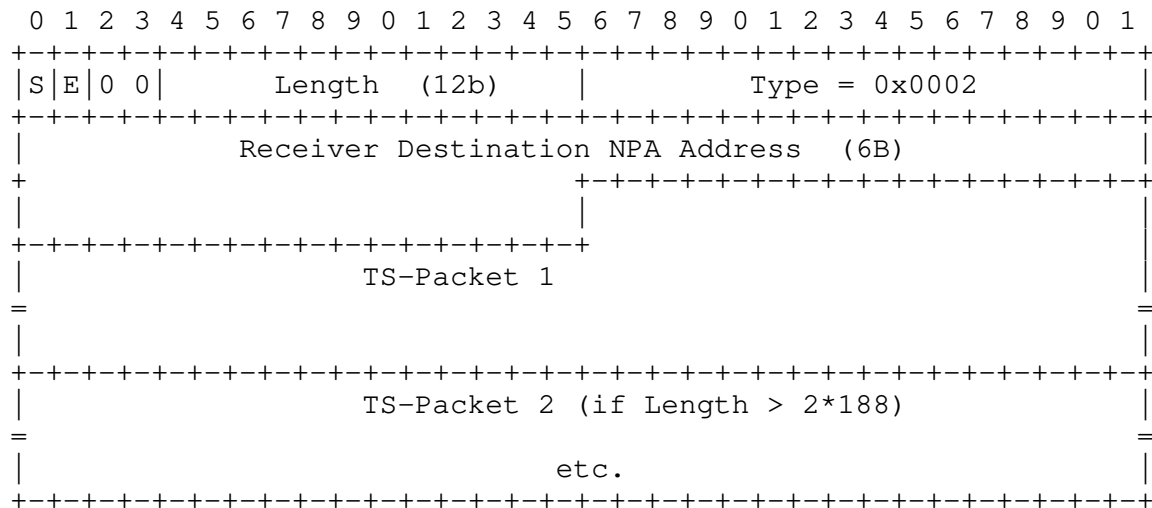 0 1 2 3 4 5 6 7 8 9 0 1 2 3 4 5 6 7 8 9 0 1 2 3 4 5 6 7 8 9 0 1
+-+-+-+-+-+-+-+-+-+-+-+-+-+-+-+-+-+-+-+-+-+-+-+-+-+-+-+-+-+-+-+-+
|S|E|0 0|      Length  (12b)    |         Type = 0x0002         |
+-+-+-+-+-+-+-+-+-+-+-+-+-+-+-+-+-+-+-+-+-+-+-+-+-+-+-+-+-+-+-+-+
|            Receiver Destination NPA Address  (6B)             |
+                               +-+-+-+-+-+-+-+-+-+-+-+-+-+-+-+-+
|                               |                               |
+-+-+-+-+-+-+-+-+-+-+-+-+-+-+-+-+                               |
|                   TS-Packet 1                                 |
=                                                               =
|                                                               |
+-+-+-+-+-+-+-+-+-+-+-+-+-+-+-+-+-+-+-+-+-+-+-+-+-+-+-+-+-+-+-+-+
|                   TS-Packet 2 (if Length > 2*188)             |
=                                                               =
|                              etc.                             |
+-+-+-+-+-+-+-+-+-+-+-+-+-+-+-+-+-+-+-+-+-+-+-+-+-+-+-+-+-+-+-+-+